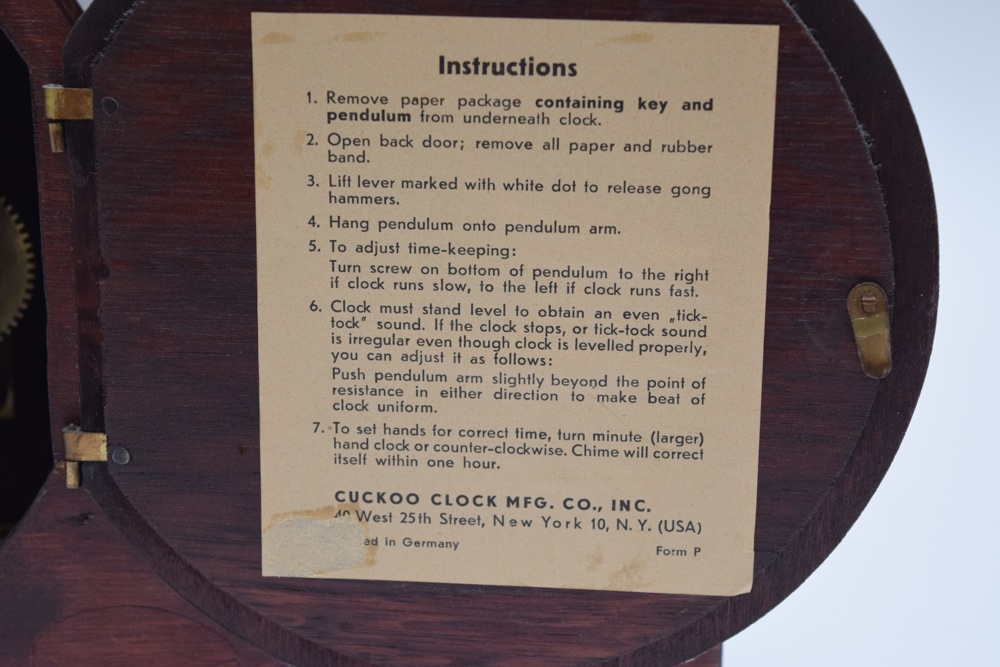 Instructions
1. Remove paper package containing key and
pendulum from underneath clock.
2. Open back door; remove all paper and rubber
band.
3. Lift lever marked with white dot to release gong
hammers.
4. Hang pendulum onto pendulum arm.
5. To adjust time-keeping:
Turn screw on bottom of pendulum to the right
if clock runs slow, to the left if clock runs fast.
6. Clock must stand level to obtain an even „tick-
tock" sound. If the clock stops, or tick-tock sound
is irregular even though clock is levelled properly,
you can adjust it as follows:
Push pendulum arm slightly beyond the point of
resistance in either direction to make beat of
clock uniform.
7. To set hands for correct time, turn minute (larger)
hand clock or counter-clockwise. Chime will correct
itself within one hour.
CUCKOO CLOCK MFG. CO., INC.
40 West 25th Street, New York 10, N.Y. (USA)
in Germany
Form P